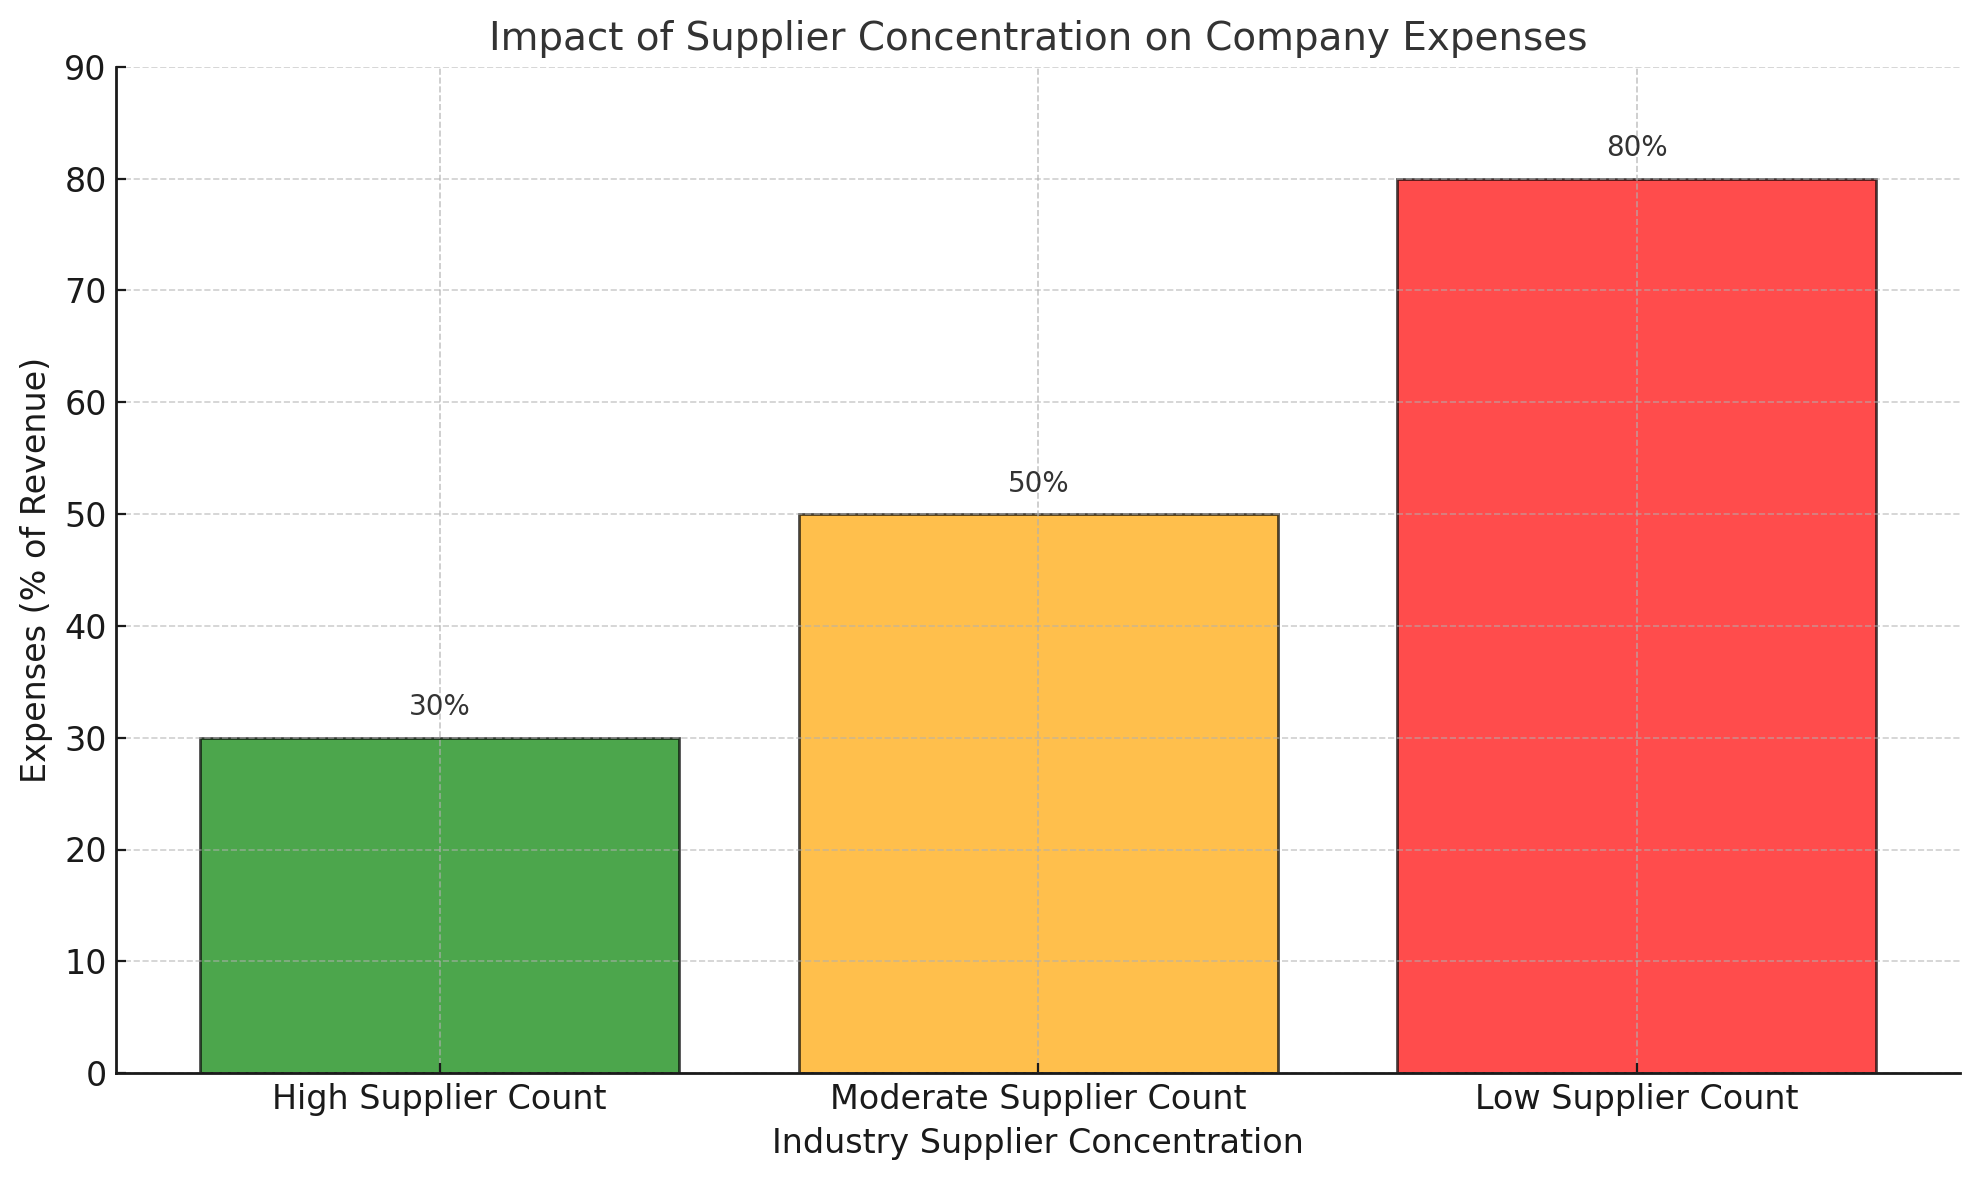 Impact of Supplier Concentration on Company Expenses
Expenses (% of Revenue)
90
80
70
60
50
40
30
20
10
0
30%
50%
80%
High Supplier Count
Moderate Supplier Count
Low Supplier Count
Industry Supplier Concentration